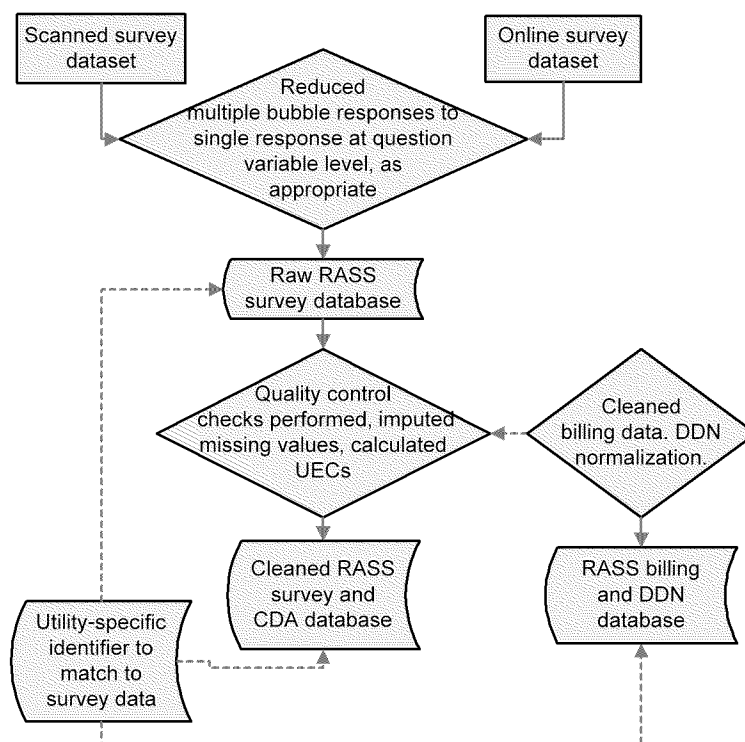 Scanned survey
dataset
Online survey
dataset
Reduced
multiple bubble responses to
single response at question
variable level, as
appropriate
Raw RASS
survey database
Quality control
checks performed, imputed
missing values, calculated
UECs
Cleaned
billing data. DDN
normalization.
Cleaned RASS
survey and
CDA database
RASS billing
and DDN
database
Utility-specific
identifier to
match to
survey data